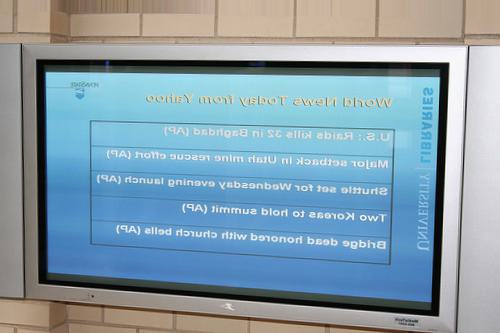 PENNSTATE
World News Today from Yahoo
U.S.: Raids kills 32 in Baghdad (AP)
Major setback in Utah mine rescue effort (AP)
Shuttle set for Wednesday evening launch (AP)
Two Koreas to hold summit (AP)
Bridge dead honored with church bells (AP)
UNIVERSITY LIBRARIES